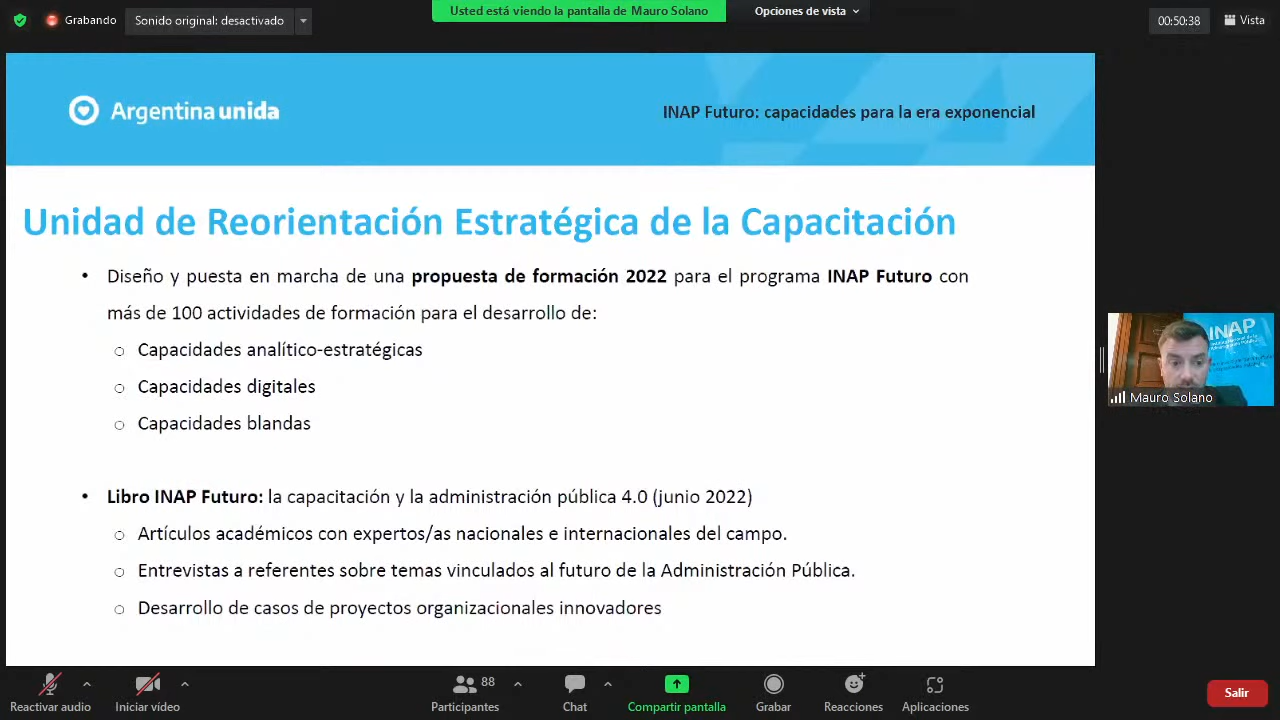 Grabando
Sonido original: desactivado
Usted está viendo la pantalla de Mauro Solano
Opciones de vista
00:50:38
Vista
Argentina unida
INAP Futuro: capacidades para la era exponencial
Unidad de Reorientación Estratégica de la Capacitación
• Diseño y puesta en marcha de una propuesta de formación 2022 para el programa INAP Futuro con
más de 100 actividades de formación para el desarrollo de:
○ Capacidades analítico-estratégicas
○ Capacidades digitales
○ Capacidades blandas
• Libro INAP Futuro: la capacitación y la administración pública 4.0 (junio 2022)
○ Artículos académicos con expertos/as nacionales e internacionales del campo.
○ Entrevistas a referentes sobre temas vinculados al futuro de la Administración Pública.
○ Desarrollo de casos de proyectos organizacionales innovadores
INAP
Mauro Solano
Reactivar audio
Iniciar vídeo
88
Participantes
Chat
Compartir pantalla
Grabar
Reacciones
Aplicaciones
Salir